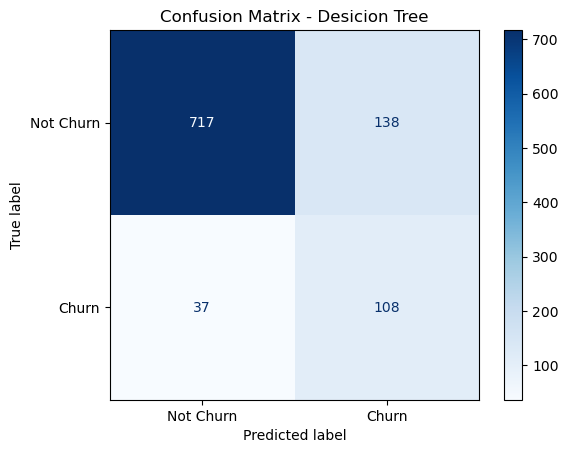 Confusion Matrix - Desicion Tree
True label
Not Churn
Churn
717
138
37
108
Not Churn
Churn
Predicted label
700
600
500
400
300
200
100